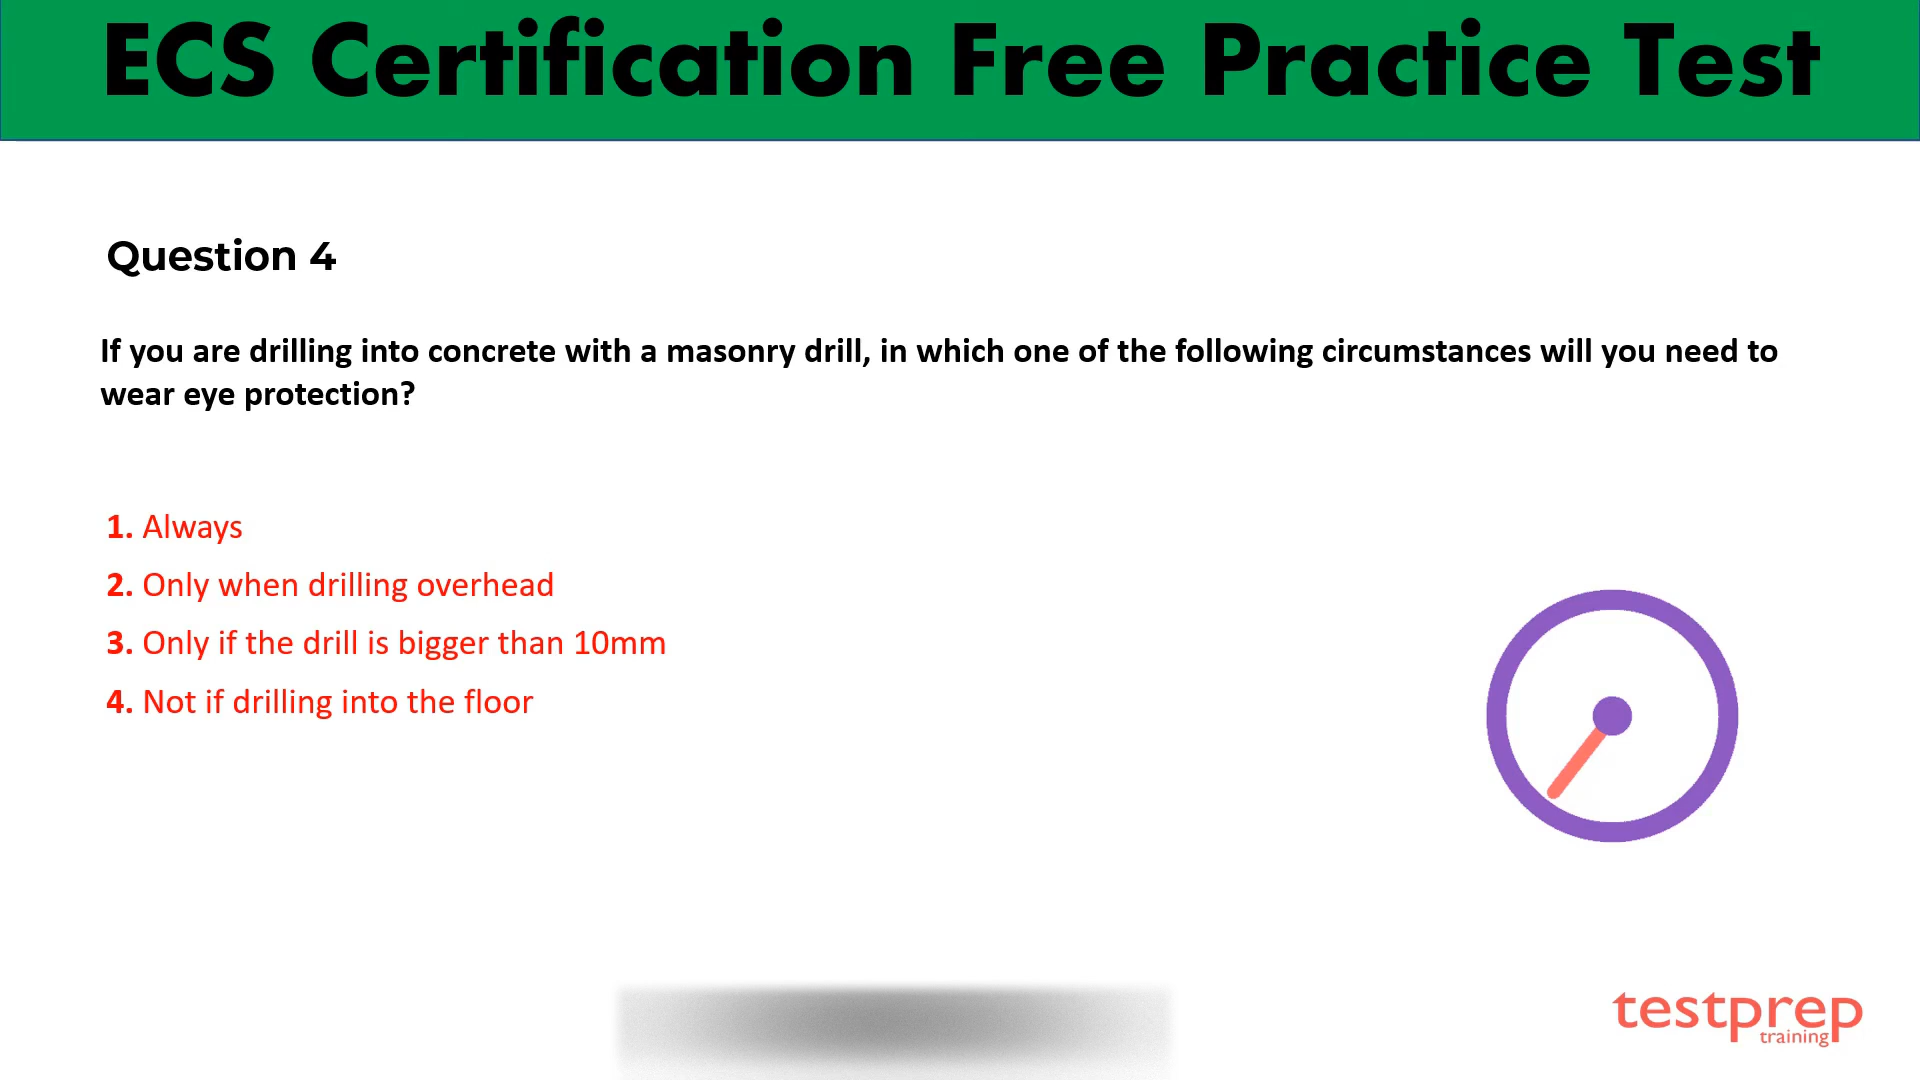 ECS Certification Free Practice Test
Question 4
If you are drilling into concrete with a masonry drill, in which one of the following circumstances will you need to
wear eye protection?
1. Always
2. Only when drilling overhead
3. Only if the drill is bigger than 10mm
4. Not if drilling into the floor
testprep
training